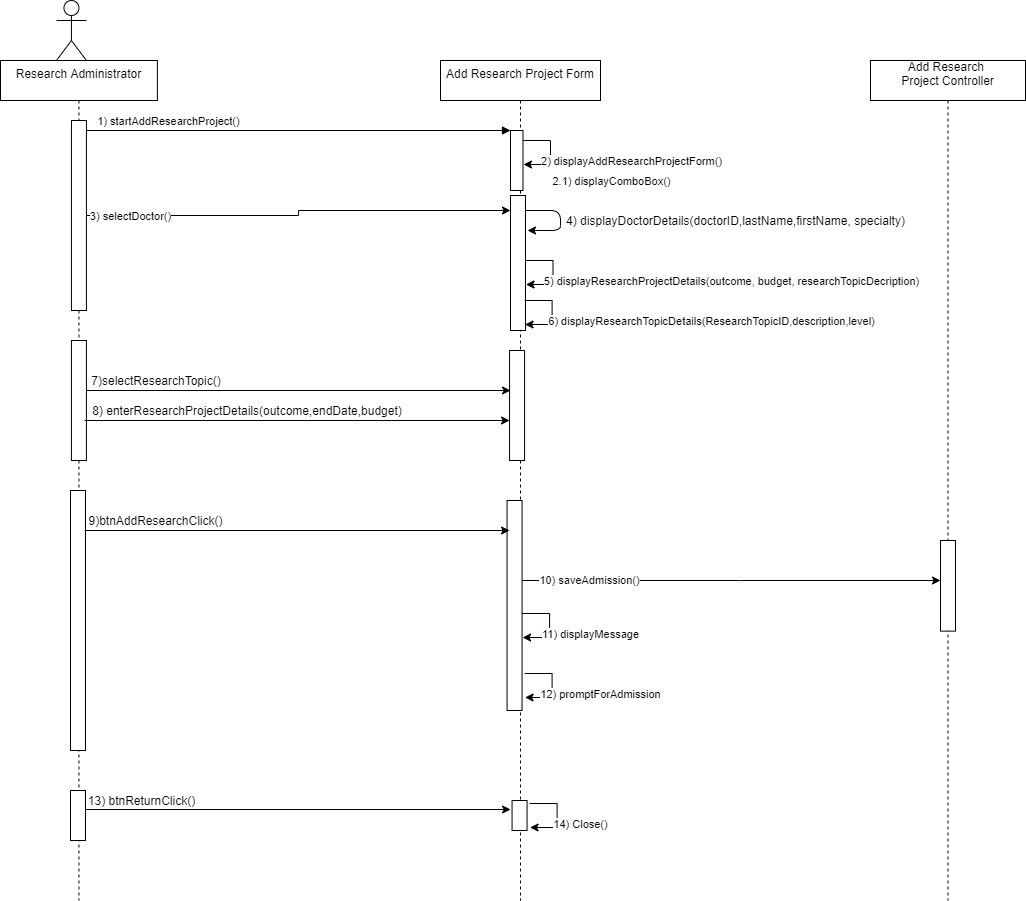 Research Administrator
Add Research Project Form
Add Research
Project Controller
1) startAddResearchProject()
2) displayAddResearchProjectForm()
2.1) displayComboBox()
3) selectDoctor()
4) displayDoctorDetails(doctorID,lastName,firstName, specialty)
5) displayResearchProjectDetails(outcome, budget, researchTopicDecription)
6) displayResearchTopicDetails(ResearchTopicID,description,level)
7)selectResearchTopic()
8) enterResearchProjectDetails(outcome,endDate,budget)
9)btnAddResearchClick()
10) saveAdmission()
11) displayMessage
12) promptForAdmission
13) btnReturnClick()
14) Close()